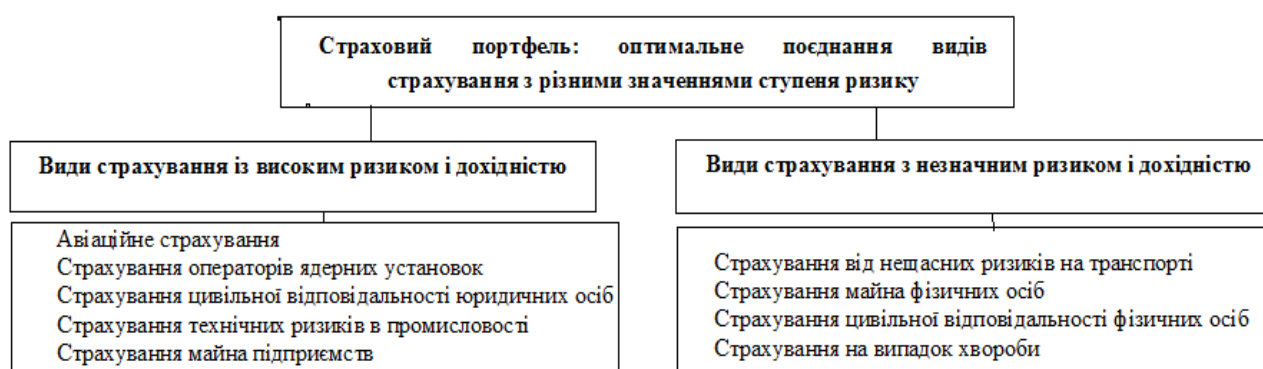 Страховий портфель: оптимальне поєднання видів
страхування з різними значеннями ступеня ризику
Види страхування із високим ризиком і дохідністю
Авіаційне страхування
Страхування операторів ядерних установок
Страхування цивільної відповідальності юридичних осіб
Страхування технічних ризиків в промисловості
Страхування майна підприємств
Види страхування з незначним ризиком і дохідністю
Страхування від нещасних ризиків на транспорті
Страхування майна фізичних осіб
Страхування цивільної відповідальності фізичних осіб
Страхування на випадок хвороби